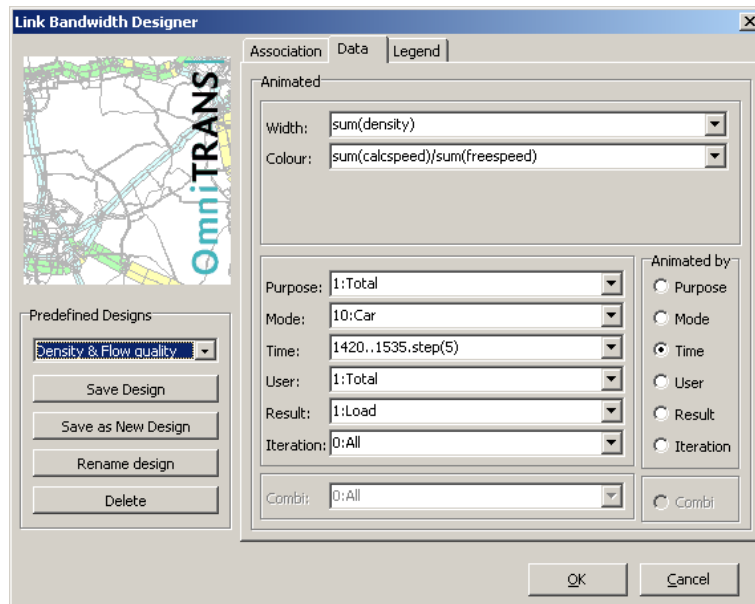 Link Bandwidth Designer
OmniTRANS
Association Data Legend
Animated
Width: sum(density)
Colour: sum(calcspeed)/sum(freespeed)
Purpose: 1:Total
Mode: 10:Car
Time: 1420..1535.step(5)
User: 1:Total
Result: 1:Load
Iteration: 0:All
Combi: 0:All
Animated by
Purpose
Mode
Time
User
Result
Iteration
Combi
Predefined Designs
Density & Flow quality
Save Design
Save as New Design
Rename design
Delete
OK Cancel